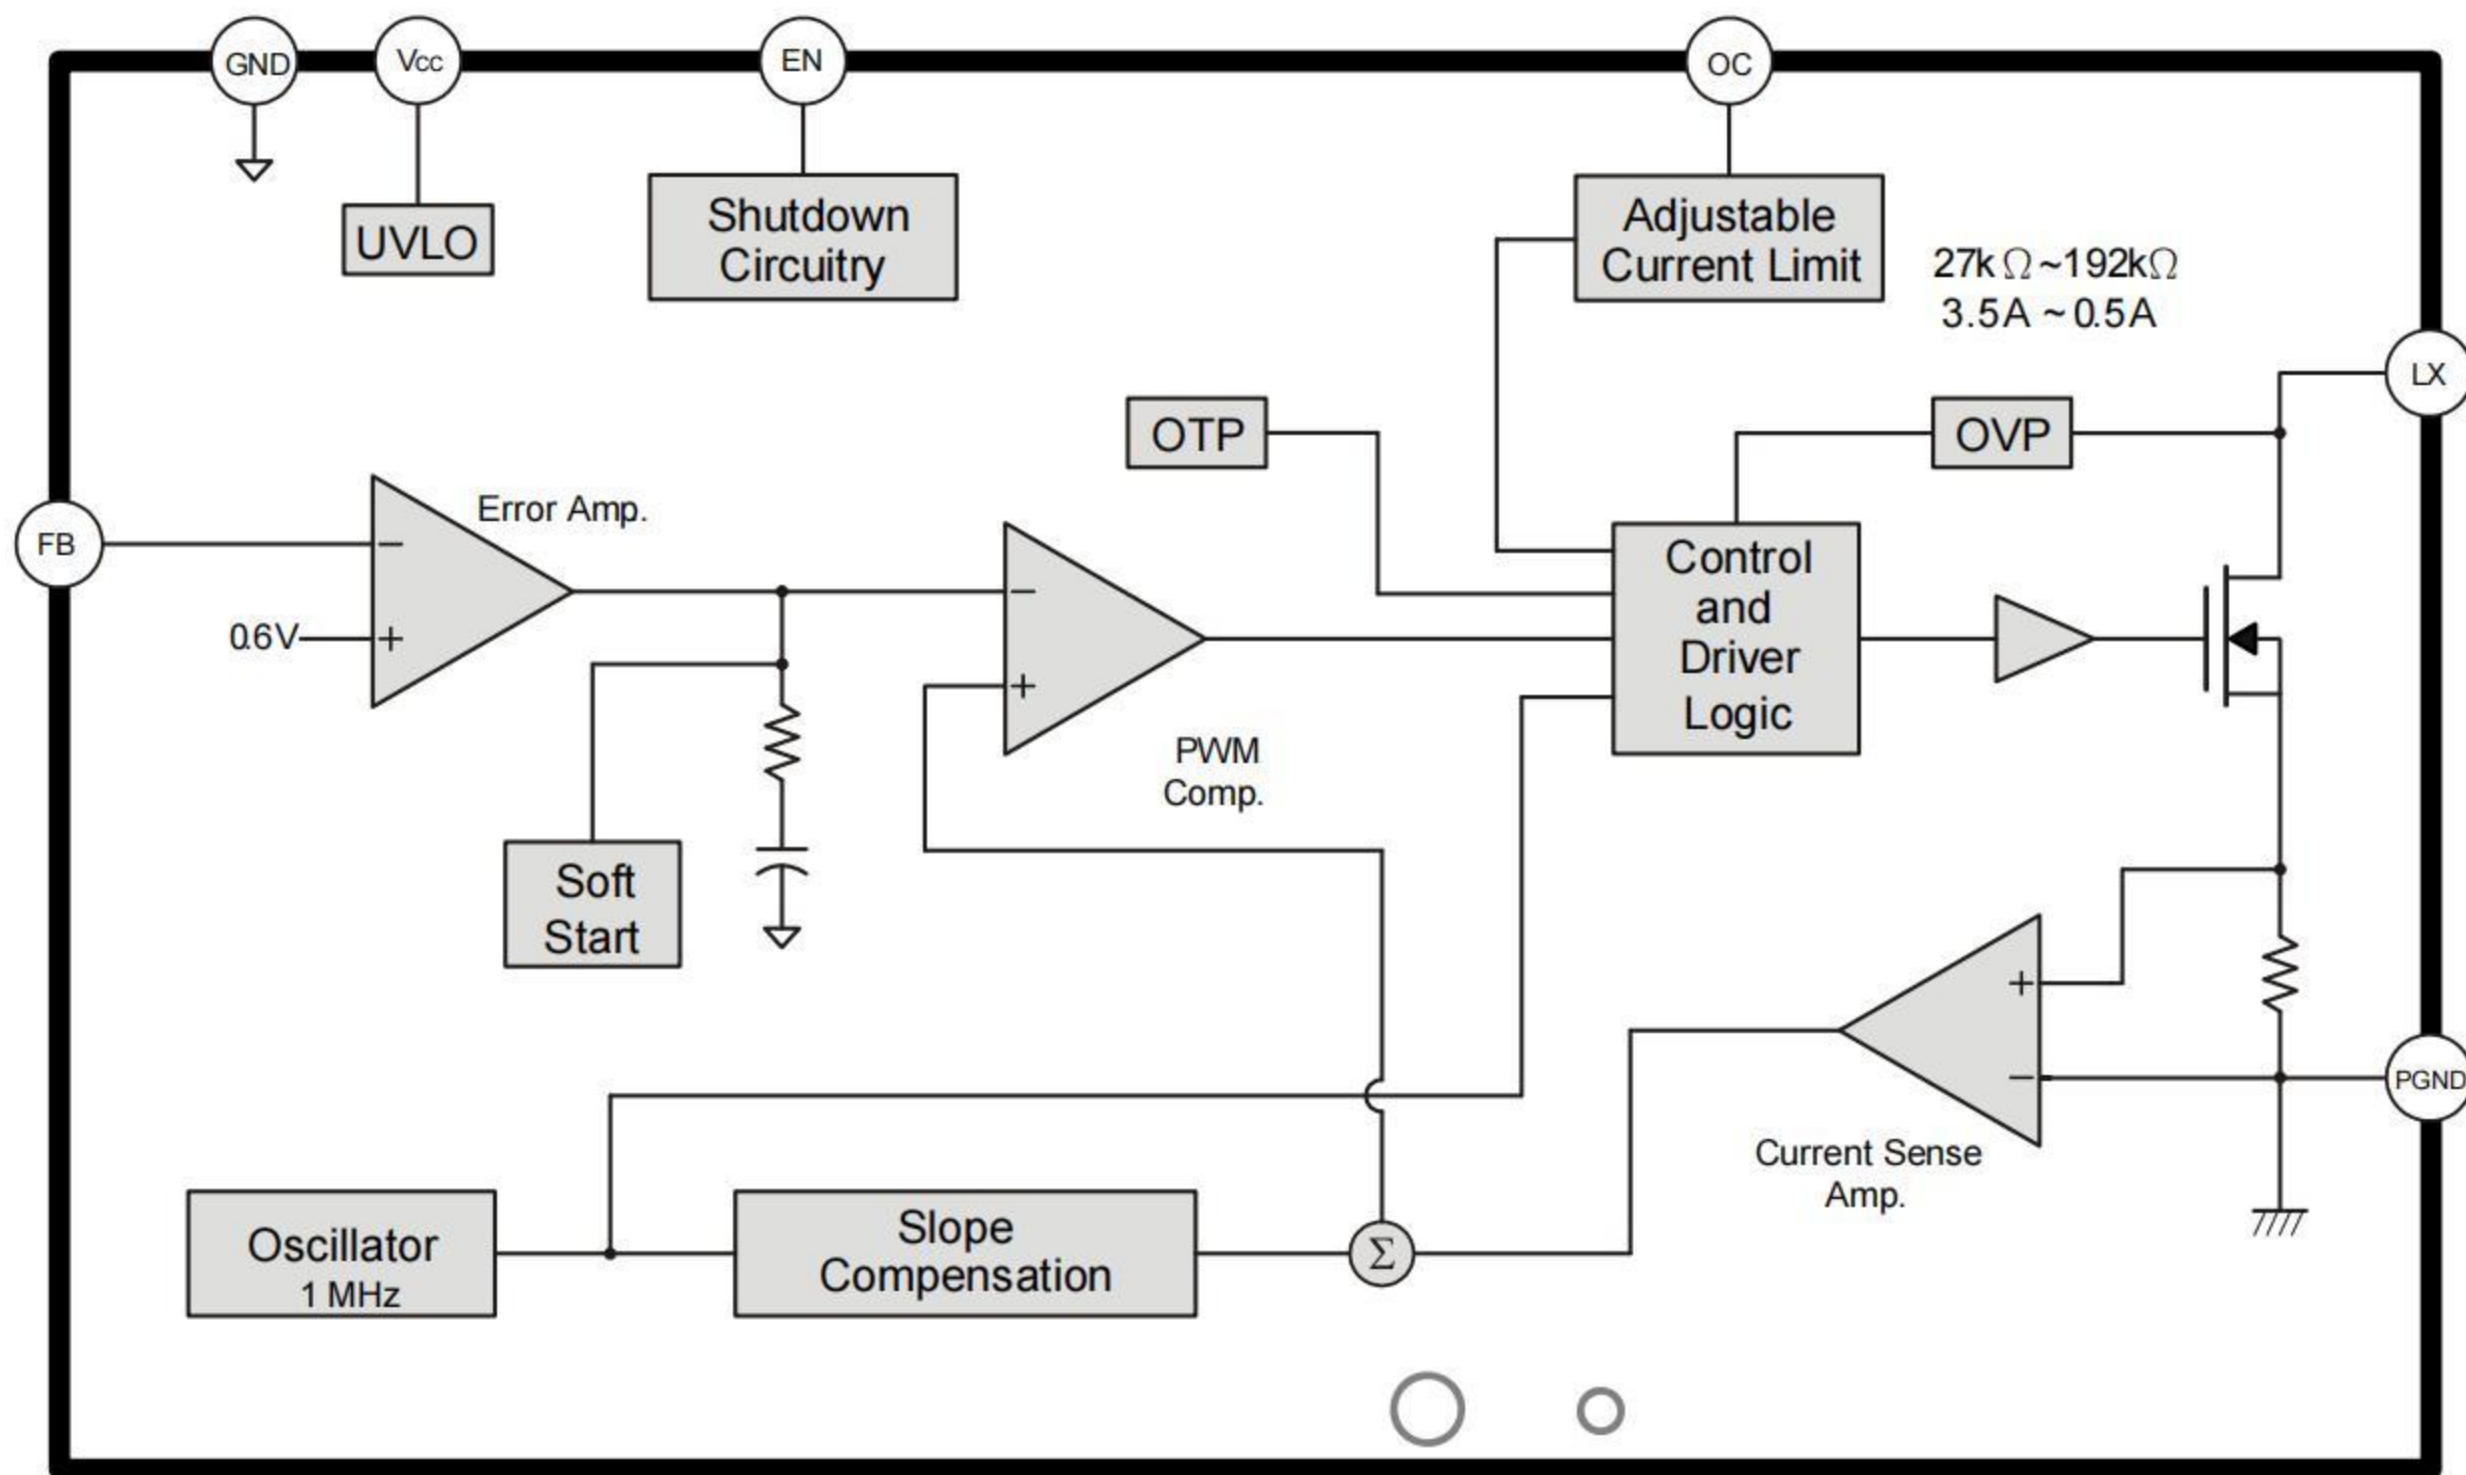 GND
Vcc
EN
OC
UVLO
Shutdown
Circuitry
Adjustable
Current Limit
27kΩ~192kΩ
3.5A ~ 0.5A
LX
OTP
OVP
FB
Error Amp.
−
0.6V
+
−
+
PWM
Comp.
Control
and
Driver
Logic
Soft
Start
+
−
PGND
Current Sense
Amp.
Oscillator
1 MHz
Slope
Compensation
Σ